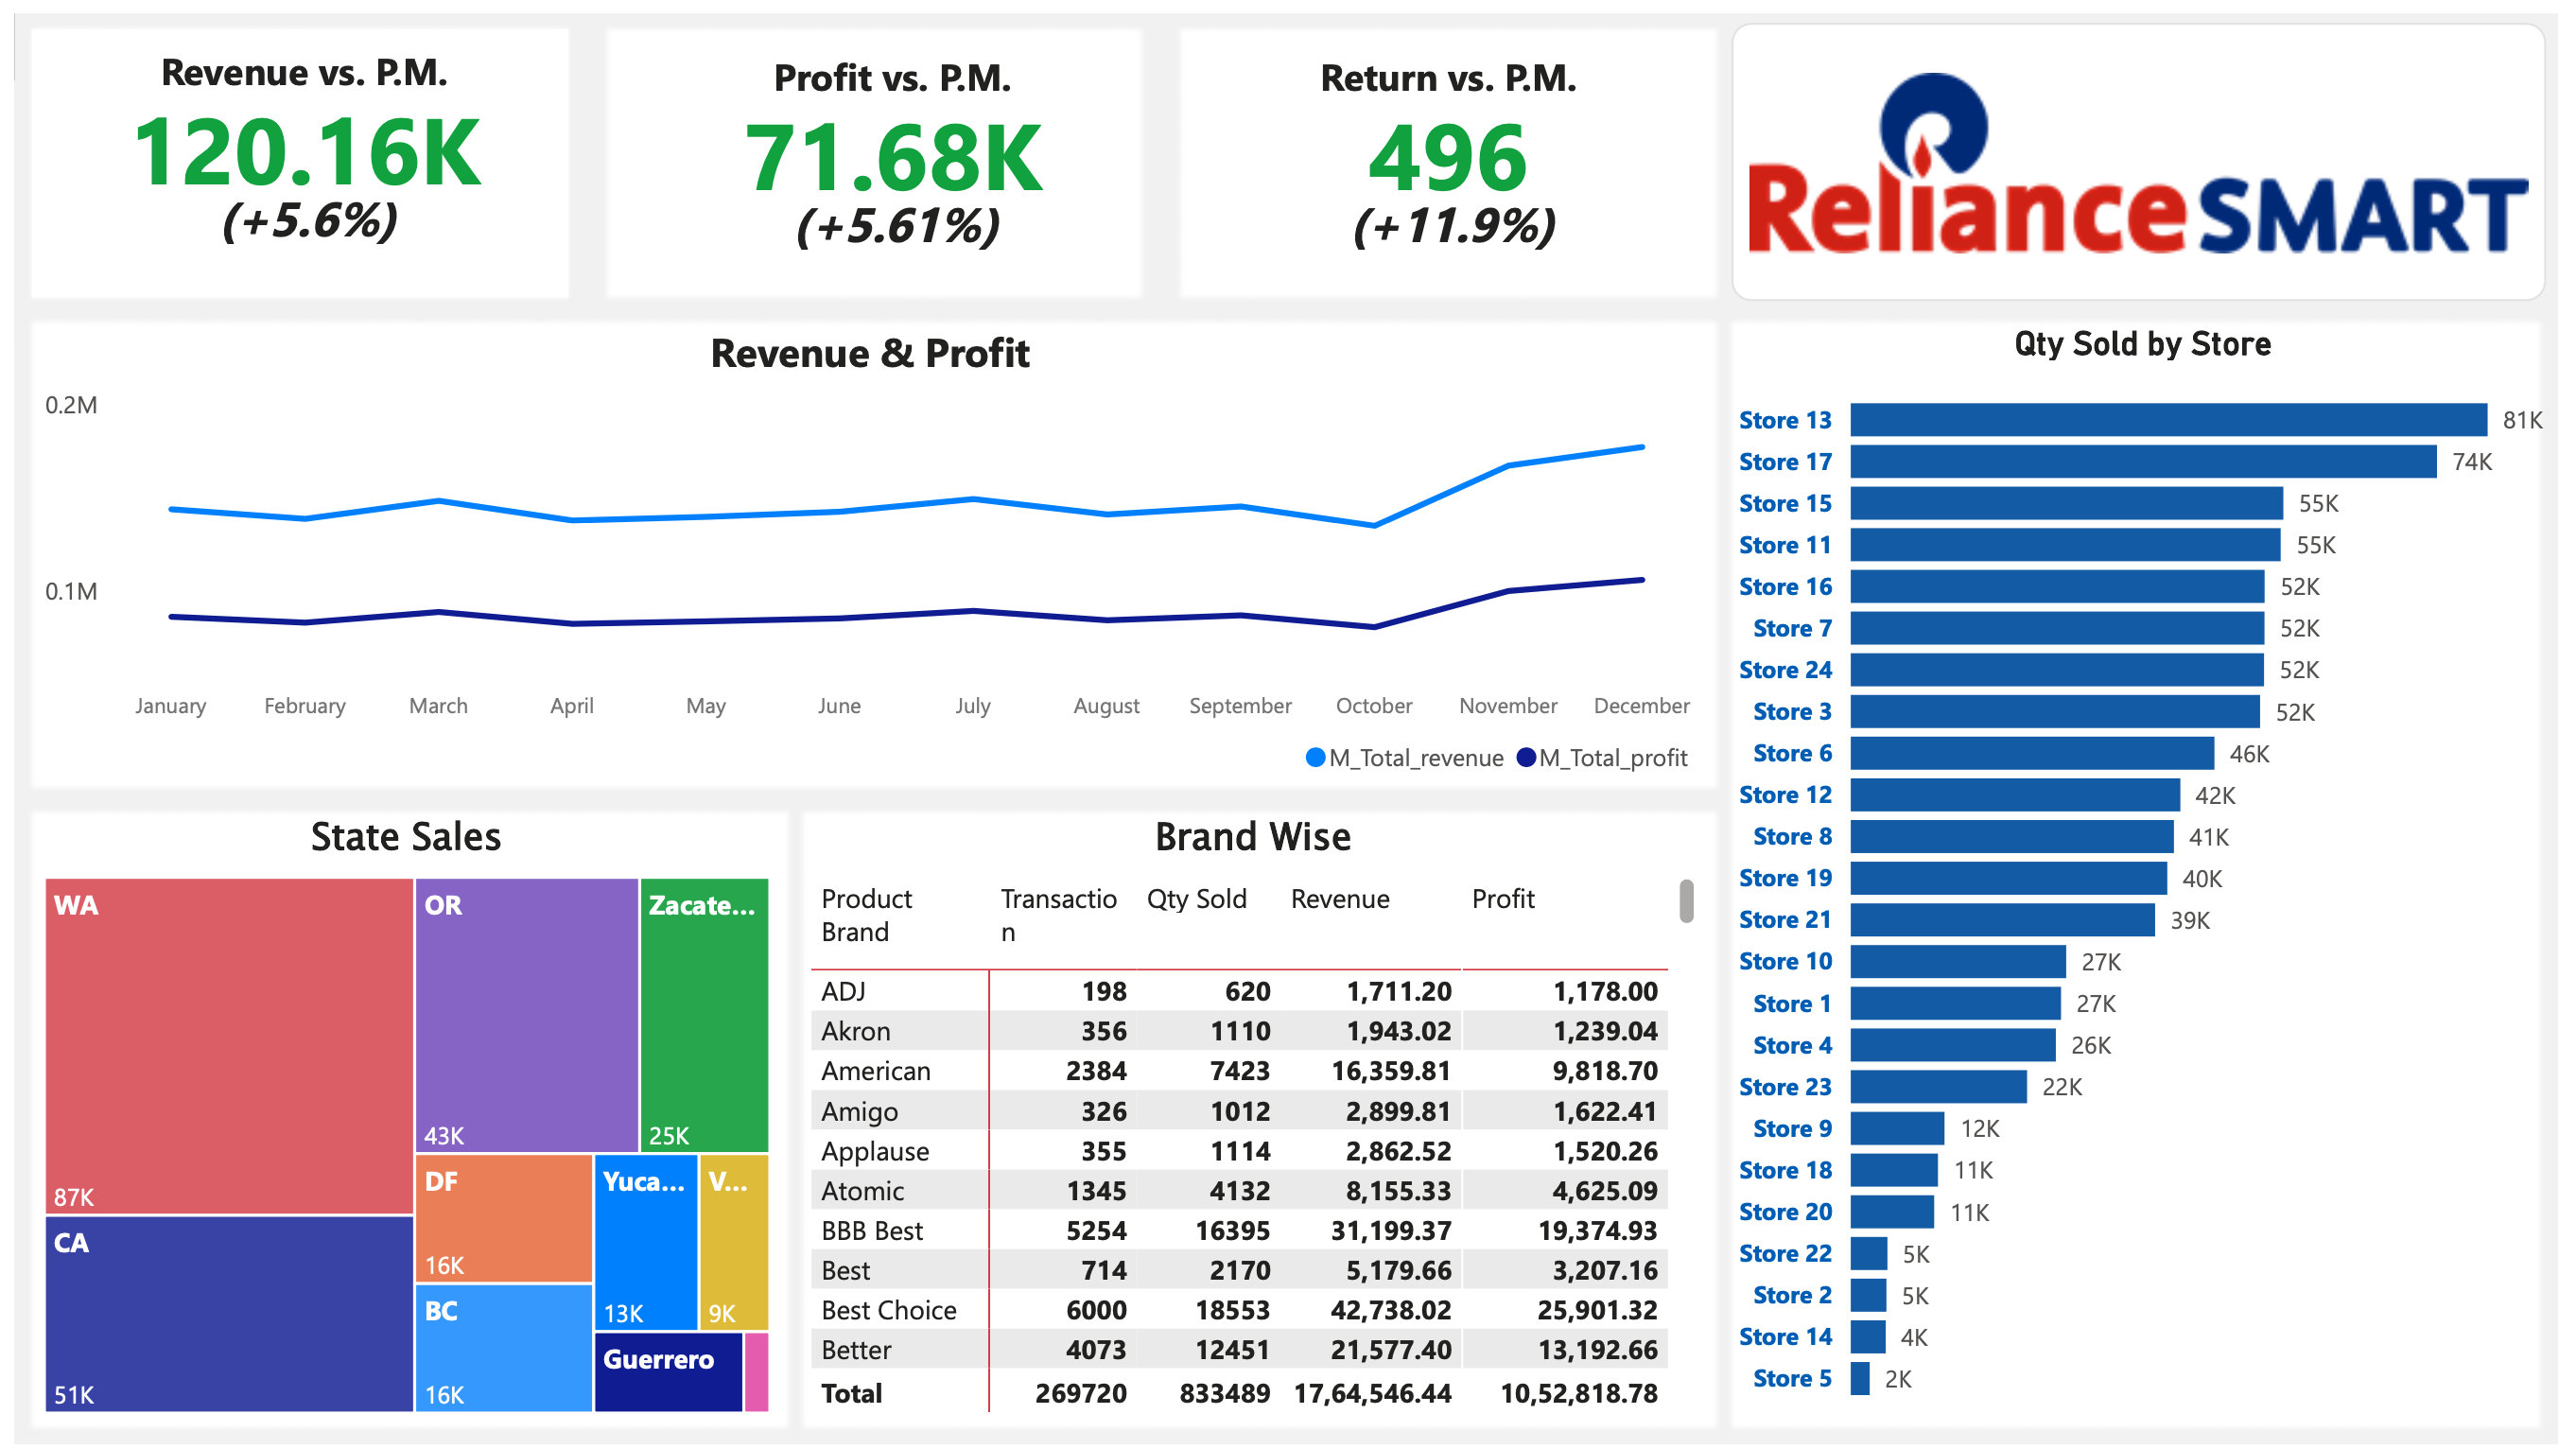 Revenue vs. P.M.
120.16K
(+5.6%)
Profit vs. P.M.
71.68K
(+5.61%)
Return vs. P.M.
496
(+11.9%)
RelianceSMART
Revenue & Profit
0.2M
0.1M
January February March April May June July August September October November December
M_Total_revenue M_Total_profit
State Sales
WA
87K
CA
51K
OR
43K
Zacate...
25K
DF
16K
BC
16K
Yuca...
13K
V...
9K
Guerrero
Brand Wise
Product Transactio Qty Sold Revenue Profit
Brand n
ADJ 198 620 1,711.20 1,178.00
Akron 356 1110 1,943.02 1,239.04
American 2384 7423 16,359.81 9,818.70
Amigo 326 1012 2,899.81 1,622.41
Applause 355 1114 2,862.52 1,520.26
Atomic 1345 4132 8,155.33 4,625.09
BBB Best 5254 16395 31,199.37 19,374.93
Best 714 2170 5,179.66 3,207.16
Best Choice 6000 18553 42,738.02 25,901.32
Better 4073 12451 21,577.40 13,192.66
Total 269720 833489 17,64,546.44 10,52,818.78
Qty Sold by Store
Store 13 81K
Store 17 74K
Store 15 55K
Store 11 55K
Store 16 52K
Store 7 52K
Store 24 52K
Store 3 52K
Store 6 46K
Store 12 42K
Store 8 41K
Store 19 40K
Store 21 39K
Store 10 27K
Store 1 27K
Store 4 26K
Store 23 22K
Store 9 12K
Store 18 11K
Store 20 11K
Store 22 5K
Store 2 5K
Store 14 4K
Store 5 2K